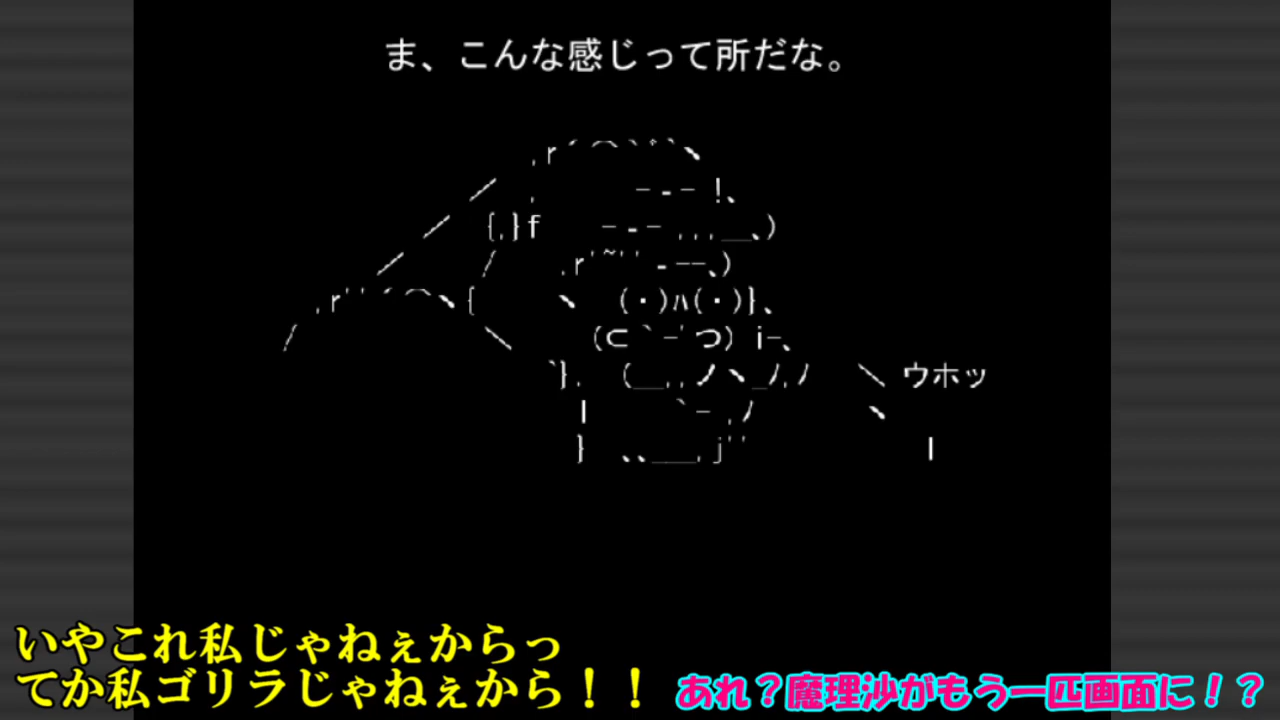 ま、こんな感じって所だな。
ウホッ
いやこれ私じゃねぇからっ
てか私ゴリラじゃねぇから！！
あれ？魔理沙がもう一匹画面に！？